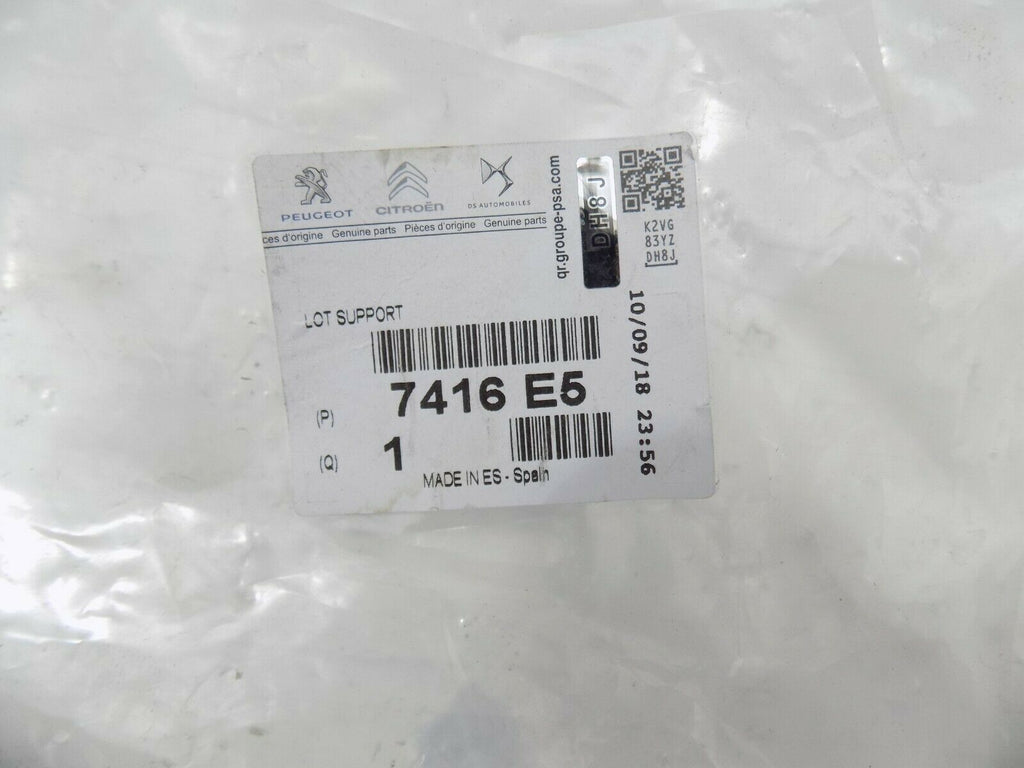 PEUGEOT
CITROËN
DS AUTOMOBILES
ces d'origine Genuine parts Pièces d'origine Genuine parts
qr.groupe-psa.com
DH8J
K2VG
83YZ
DH8J
10/09/18 23:56
LOT SUPPORT
(P) 7416 E5
(Q) 1
MADE IN ES - Spain